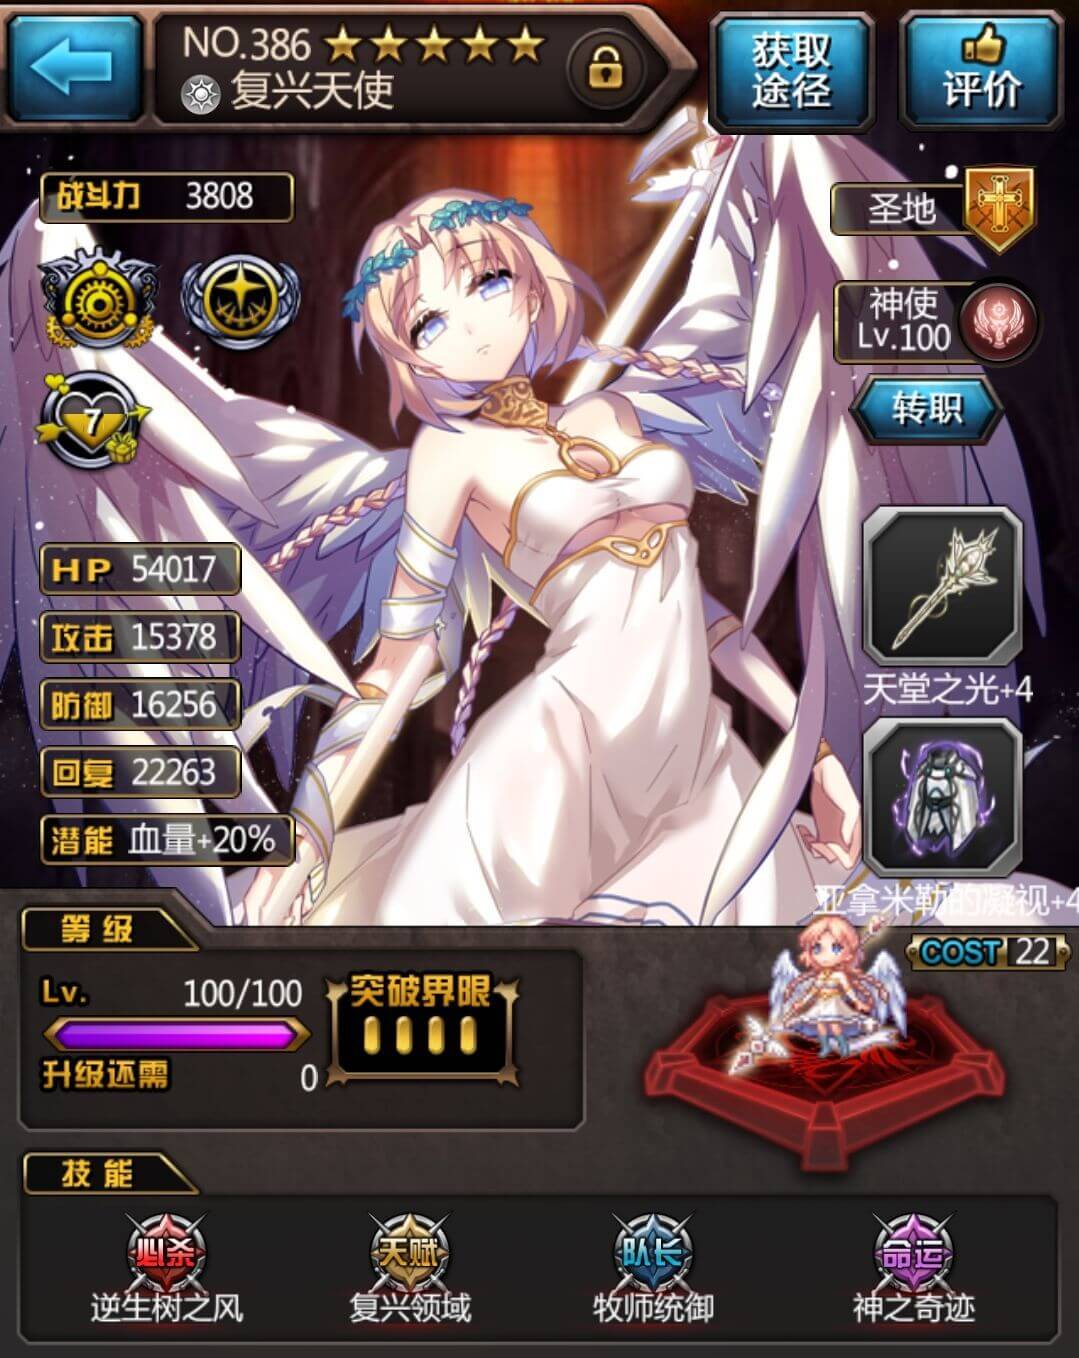 NO.386
复兴天使
获取
途径
评价
战斗力 3808
圣地
神使
Lv.100
转职
7
HP 54017
攻击 15378
防御 16256
回复 22263
潜能 血量+20%
天堂之光+4
亚拿米勒的凝视+4
等级
COST 22
Lv. 100/100
突破界限
升级还需 0
技能
必杀
天赋
队长
命运
逆生树之风
复兴领域
牧师统御
神之奇迹